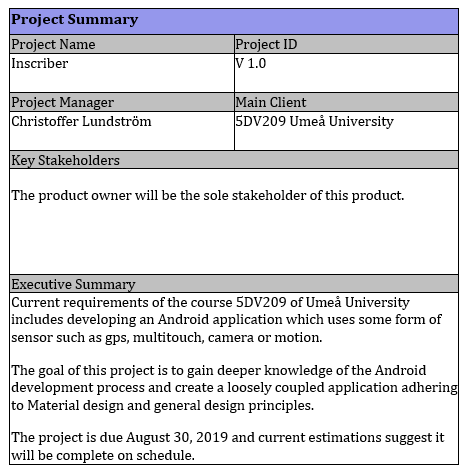 Project Summary
Project Name Project ID
Inscriber V 1.0
Project Manager Main Client
Christoffer Lundström 5DV209 Umeå University
Key Stakeholders
The product owner will be the sole stakeholder of this product.
Executive Summary
Current requirements of the course 5DV209 of Umeå University
includes developing an Android application which uses some form of
sensor such as gps, multitouch, camera or motion.
The goal of this project is to gain deeper knowledge of the Android
development process and create a loosely coupled application adhering
to Material design and general design principles.
The project is due August 30, 2019 and current estimations suggest it
will be complete on schedule.